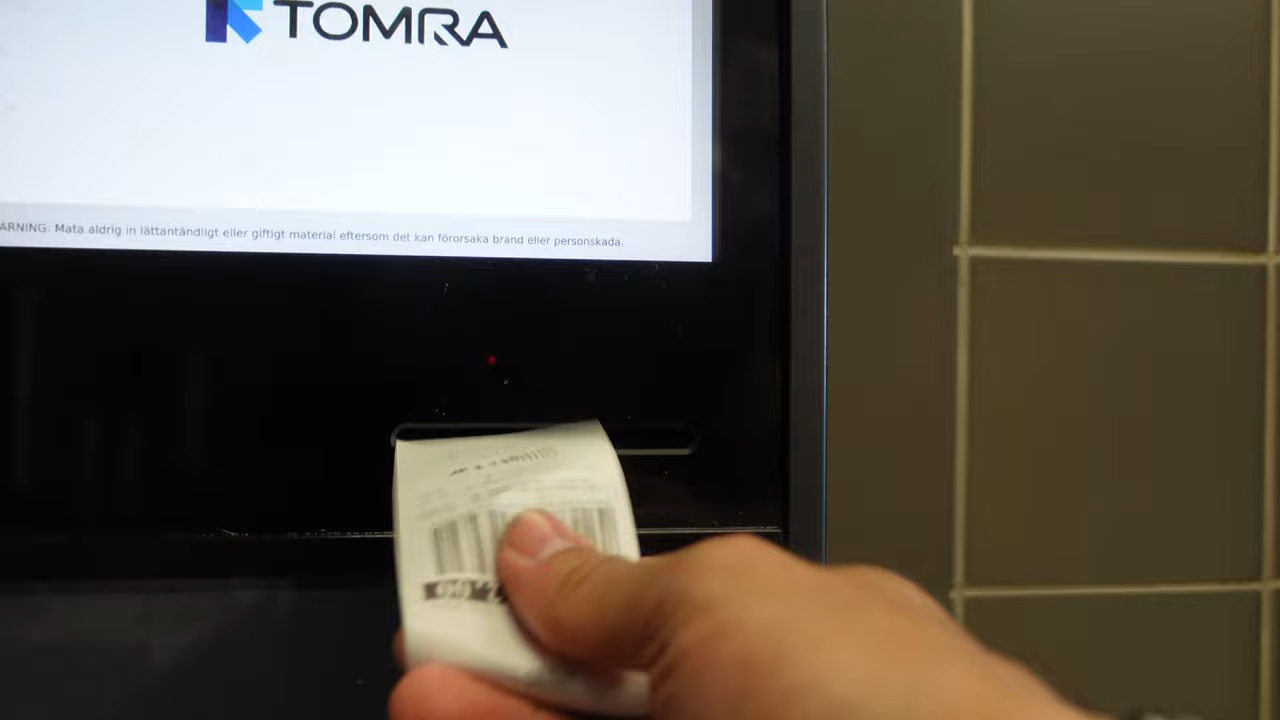 TOMRA
ARNING: Mata aldrig in lättantändligt eller giftigt material eftersom det kan förorsaka brand eller personskada.